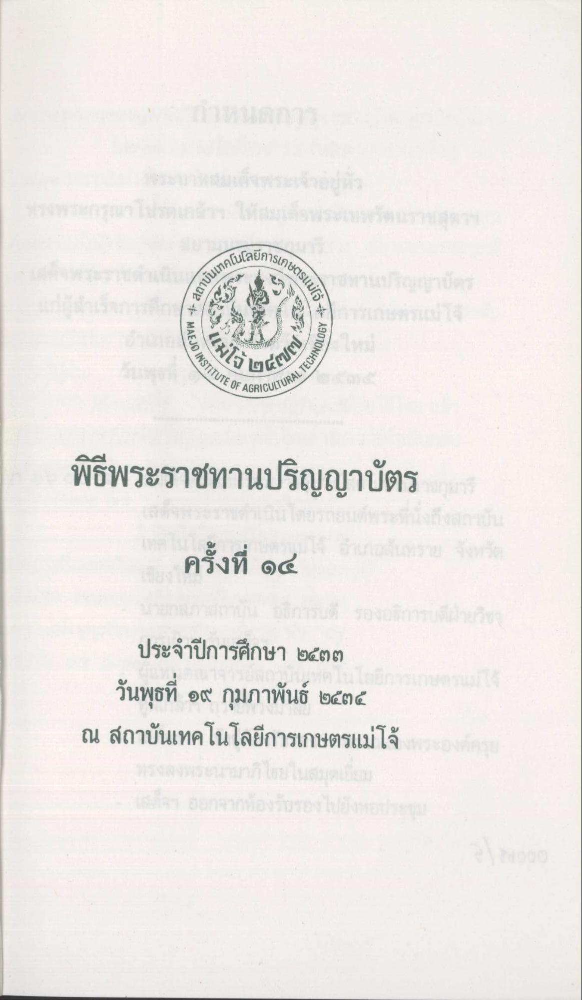 สถาบันเทคโนโลยีการเกษตรแม่โจ้
แม่โจ้ ๒๔๗๗
MAEJO INSTITUTE OF AGRICULTURAL TECHNOLOGY
พิธีพระราชทานปริญญาบัตร
ครั้งที่ ๑๔
ประจำปีการศึกษา ๒๕๓๓
วันพุธที่ ๑๙ กุมภาพันธ์ ๒๕๓๕
ณ สถาบันเทคโนโลยีการเกษตรแม่โจ้